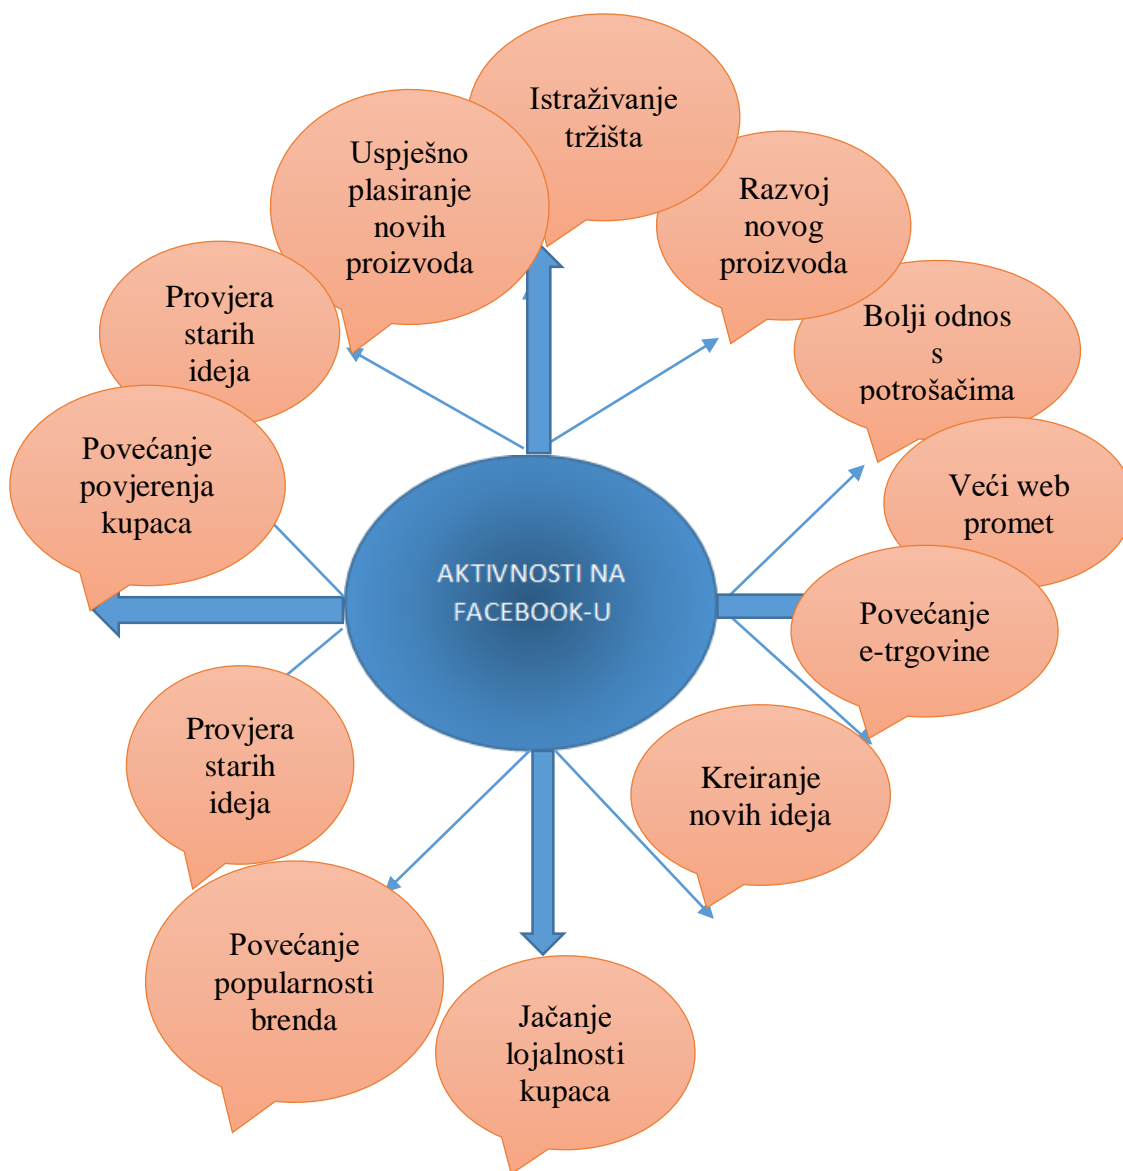 Istraživanje
tržišta
Uspješno
plasiranje
novih
proizvoda
Razvoj
novog
proizvoda
Provjera
starih
ideja
Bolji odnos
s
potrošačima
Povećanje
povjerenja
kupaca
Veći web
promet
AKTIVNOSTI NA
FACEBOOK-U
Povećanje
e-trgovine
Provjera
starih
ideja
Kreiranje
novih ideja
Povećanje
popularnosti
brenda
Jačanje
lojalnosti
kupaca